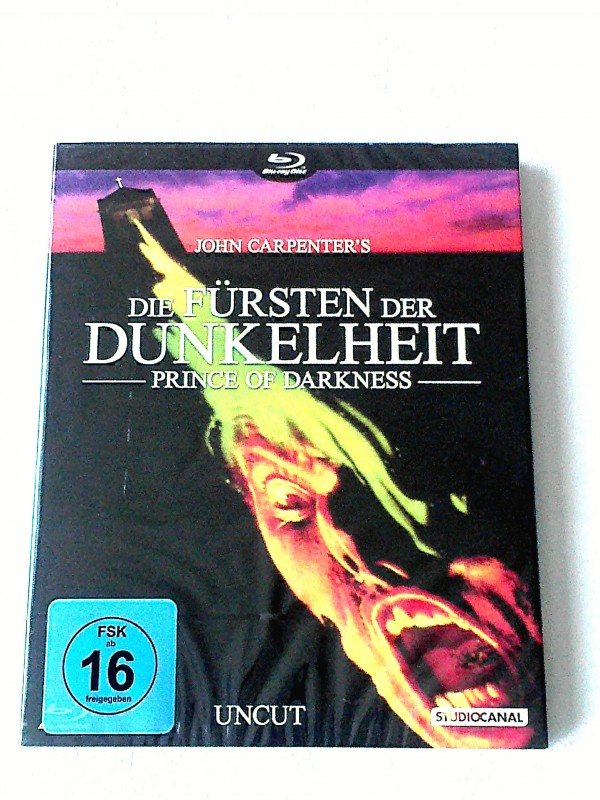 Blu-ray Disc
JOHN CARPENTER'S
DIE FÜRSTEN DER
DUNKELHEIT
PRINCE OF DARKNESS
FSK
ab
16
freigegeben
UNCUT
STUDIOCANAL